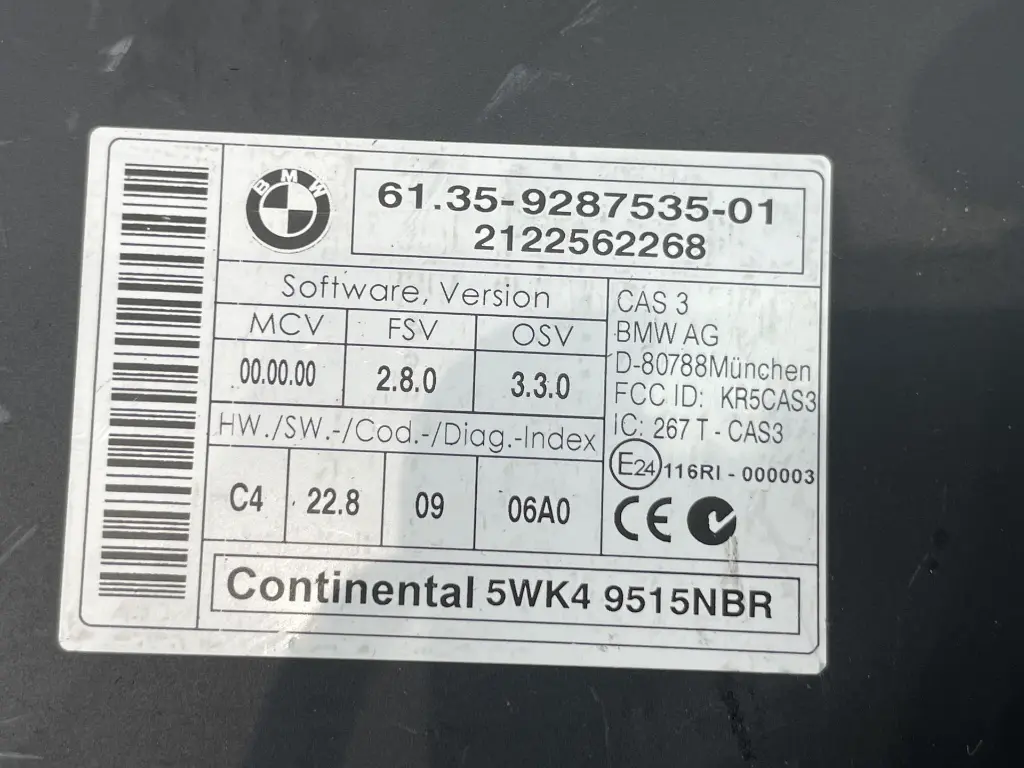 BMW
61.35-9287535-01
2122562268
Software, Version
MCV FSV OSV
00.00.00 2.8.0 3.3.0
HW./SW.-/Cod.-/Diag.-Index
C4 22.8 09 06A0
CAS 3
BMW AG
D-80788München
FCC ID: KR5CAS3
IC: 267 T - CAS3
E24 116RI - 000003
CE
Continental 5WK4 9515NBR